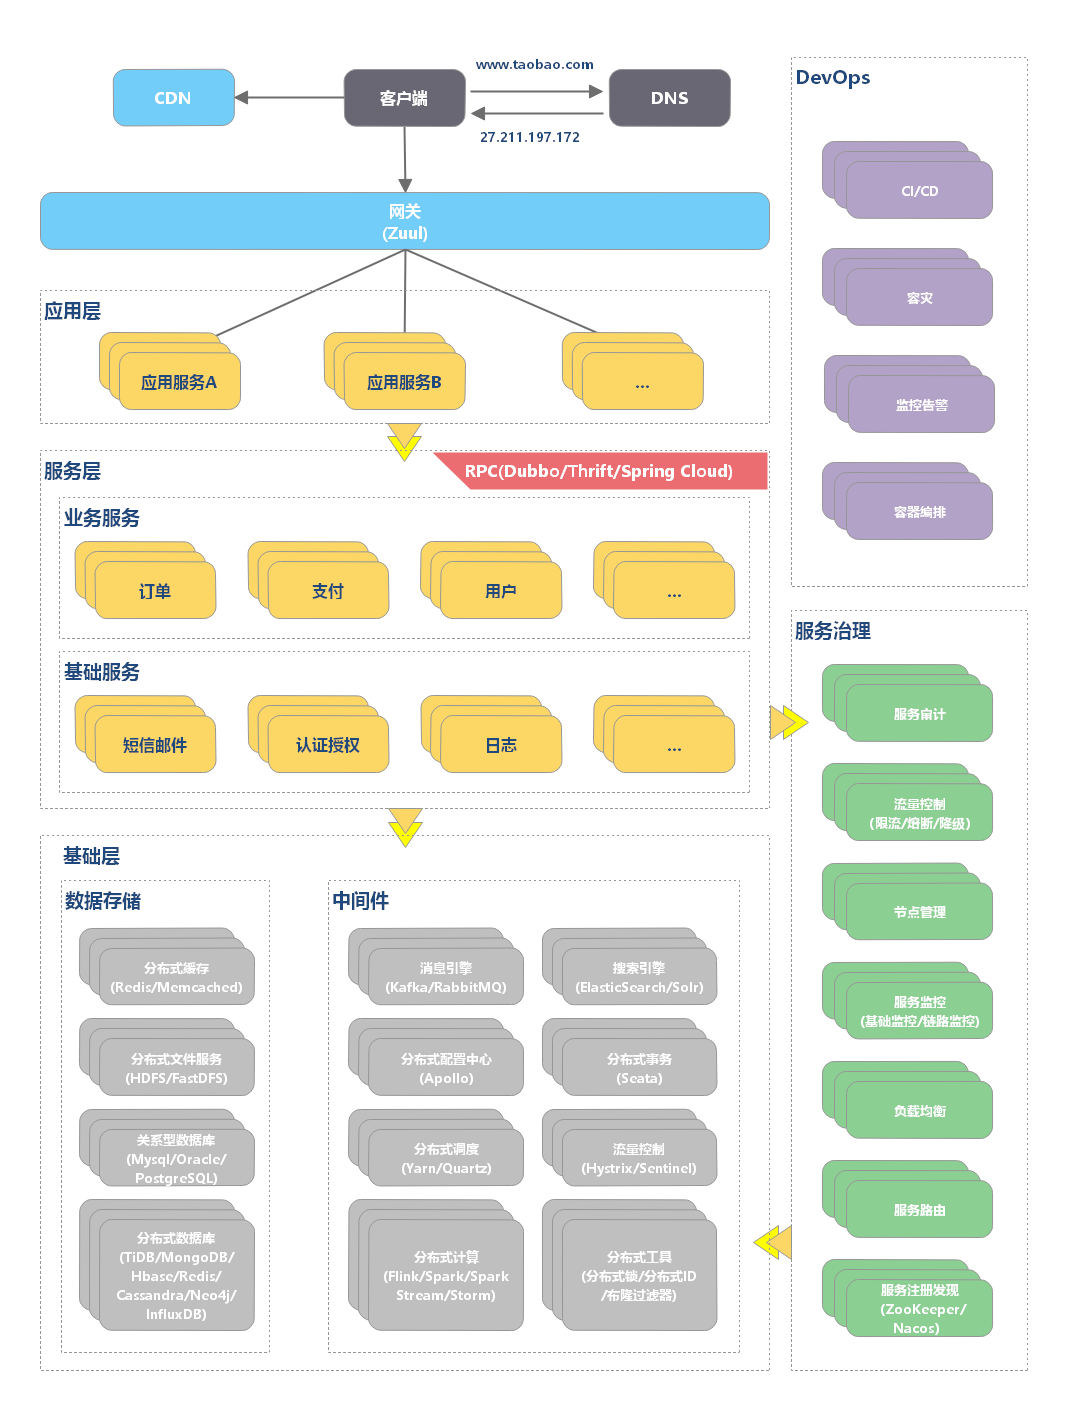 www.taobao.com
CDN
客户端
DNS
27.211.197.172
网关
(Zuul)
应用层
应用服务A
应用服务B
...
服务层
RPC(Dubbo/Thrift/Spring Cloud)
业务服务
订单
支付
用户
...
基础服务
短信邮件
认证授权
日志
...
基础层
数据存储
分布式缓存
(Redis/Memcached)
分布式文件服务
(HDFS/FastDFS)
关系型数据库
(Mysql/Oracle/
PostgreSQL)
分布式数据库
(TiDB/MongoDB/
Hbase/Redis/
Cassandra/Neo4j/
InfluxDB)
中间件
消息引擎
(Kafka/RabbitMQ)
搜索引擎
(ElasticSearch/Solr)
分布式配置中心
(Apollo)
分布式事务
(Seata)
分布式调度
(Yarn/Quartz)
流量控制
(Hystrix/Sentinel)
分布式计算
(Flink/Spark/Spark
Stream/Storm)
分布式工具
(分布式锁/分布式ID
/布隆过滤器)
DevOps
CI/CD
容灾
监控告警
容器编排
服务治理
服务审计
流量控制
(限流/熔断/降级)
节点管理
服务监控
(基础监控/链路监控)
负载均衡
服务路由
服务注册发现
(ZooKeeper/
Nacos)